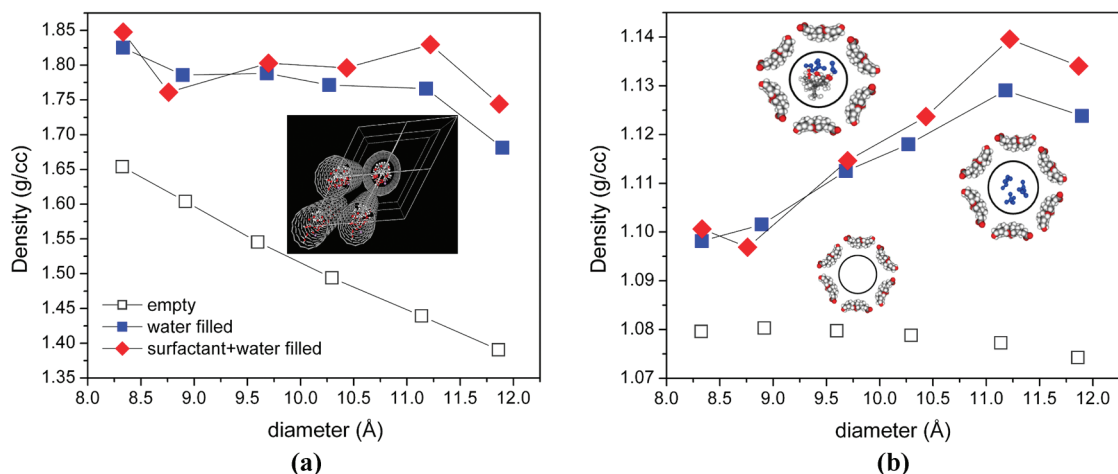 1.85
1.80
1.75
1.70
1.65
1.60
1.55
1.50
1.45
1.40
1.35
Density (g/cc)
empty
water filled
surfactant+water filled
8.0 8.5 9.0 9.5 10.0 10.5 11.0 11.5 12.0
diameter (Å)
(a)
1.14
1.13
1.12
1.11
1.10
1.09
1.08
1.07
Density (g/cc)
8.0 8.5 9.0 9.5 10.0 10.5 11.0 11.5 12.0
diameter (Å)
(b)